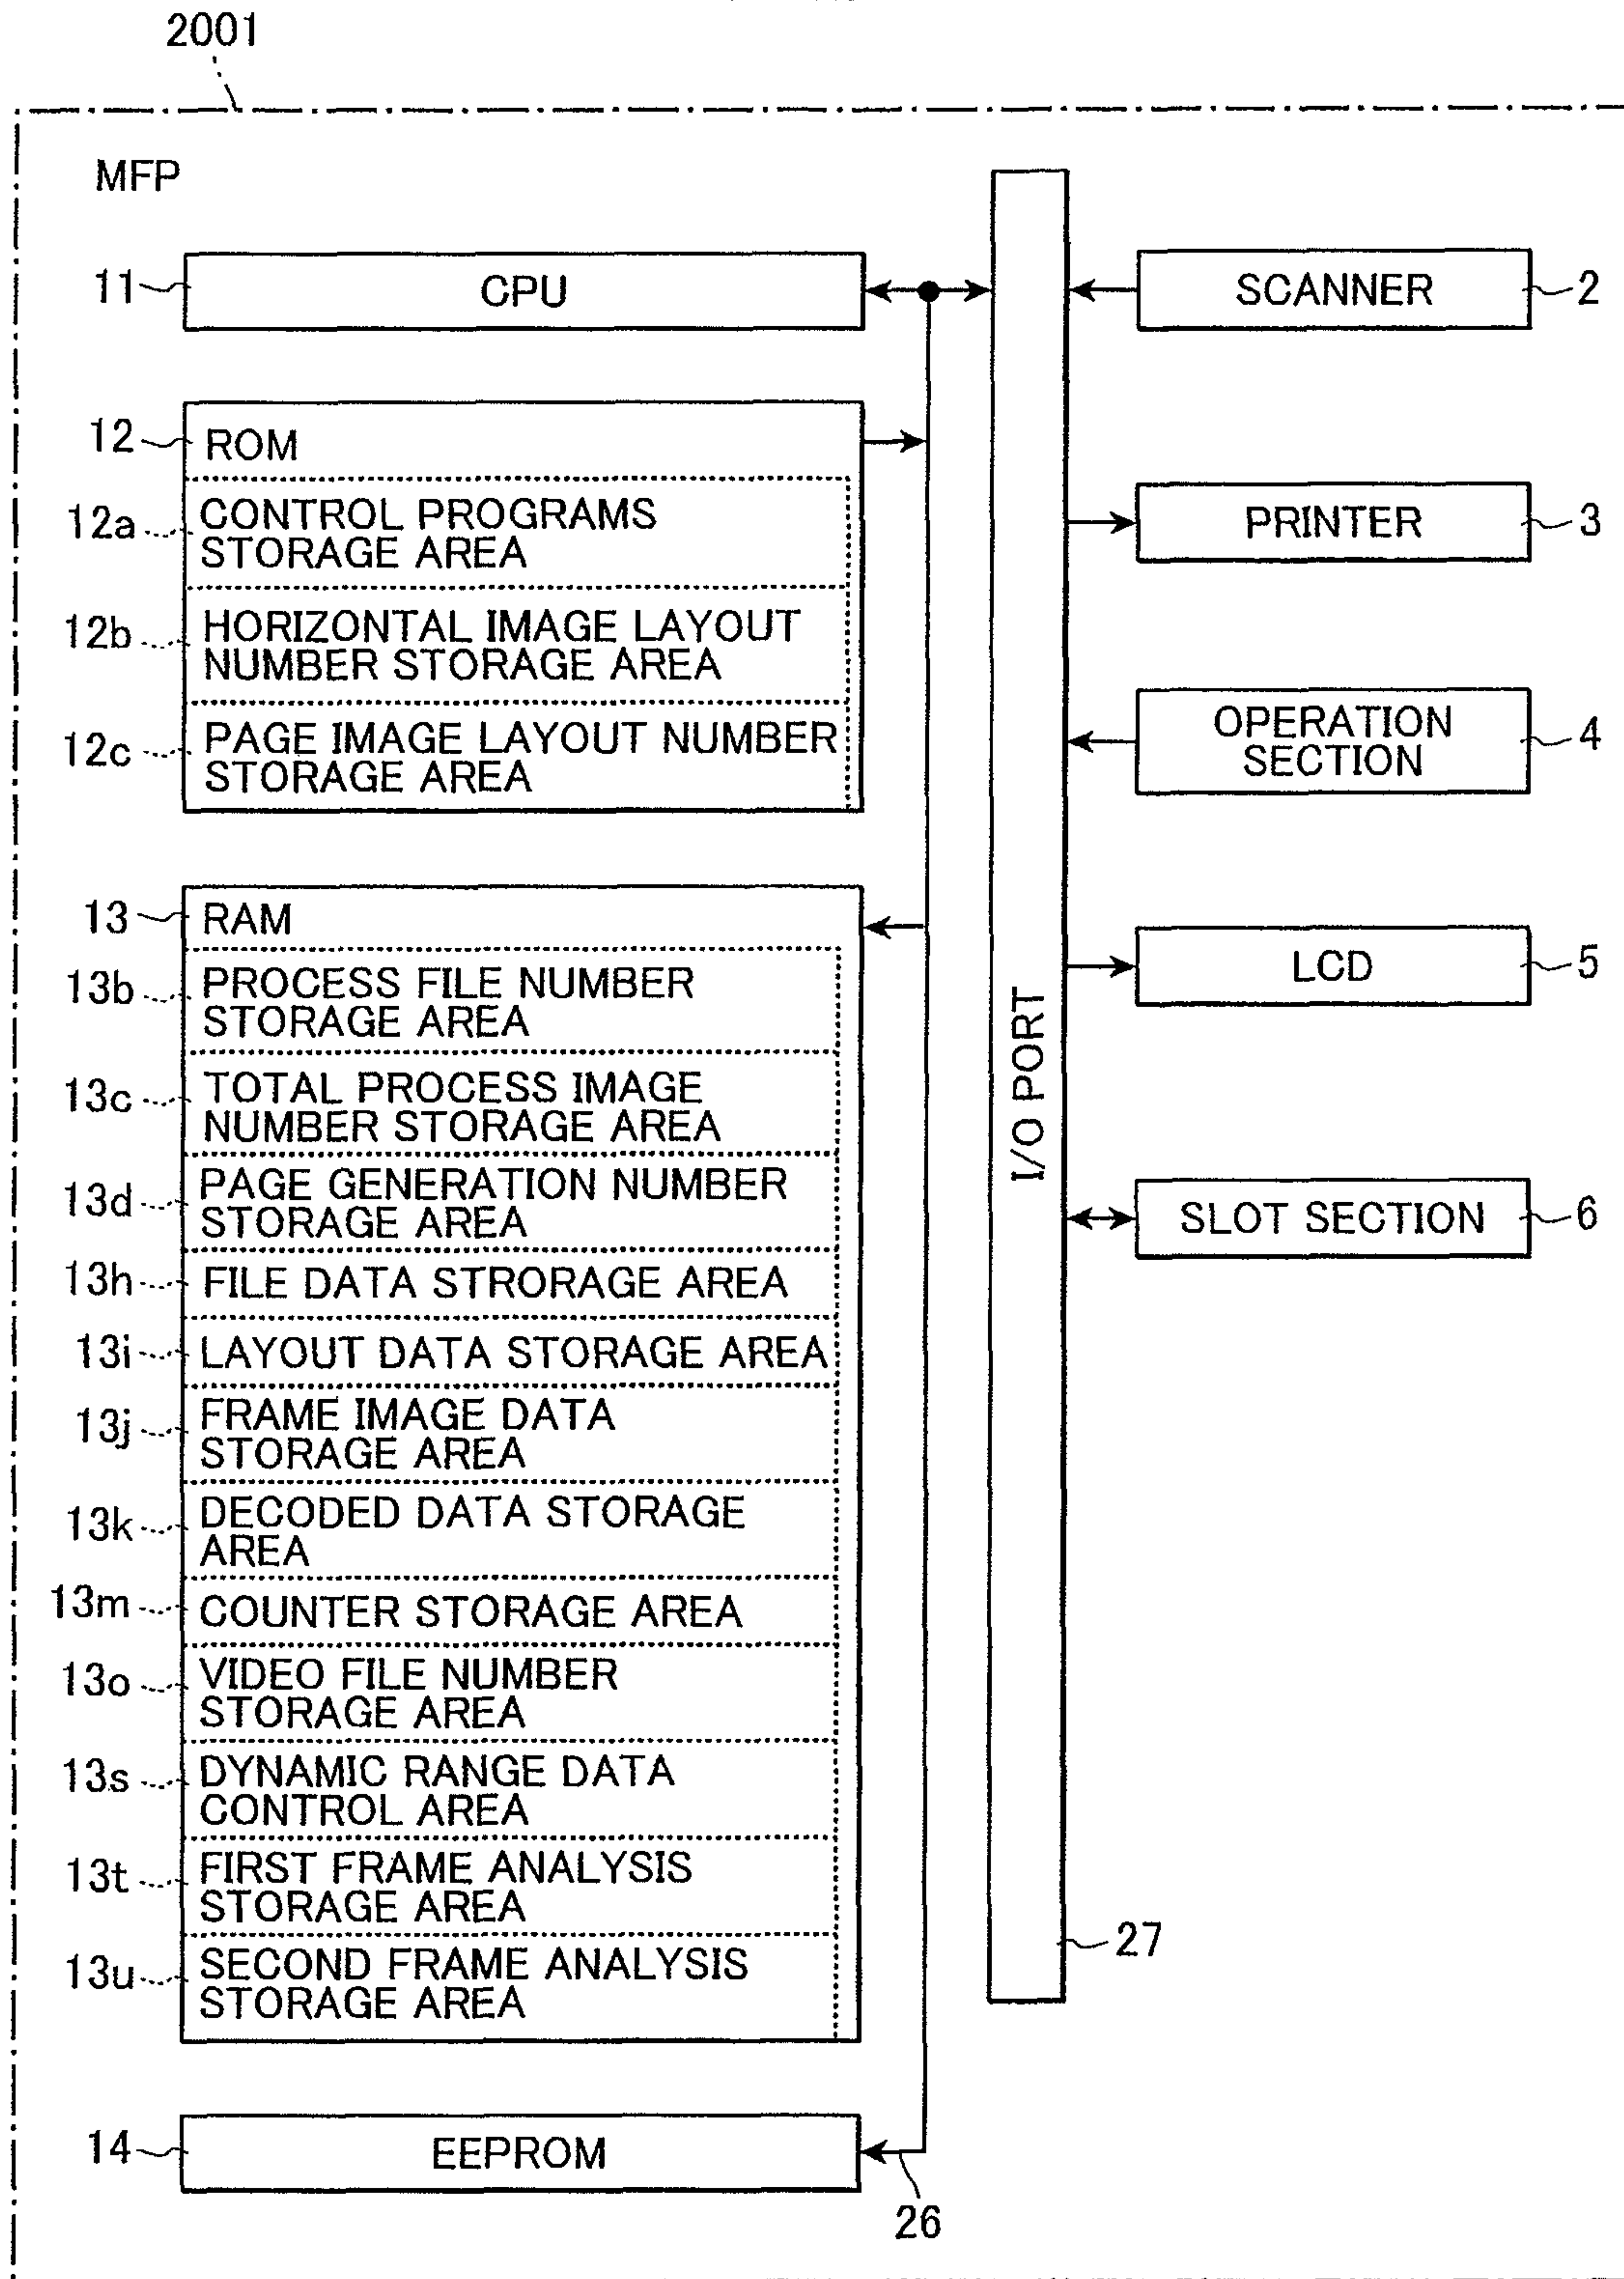 2001
MFP
11
CPU
SCANNER
2
12
ROM
12a
CONTROL PROGRAMS
STORAGE AREA
PRINTER
3
12b
HORIZONTAL IMAGE LAYOUT
NUMBER STORAGE AREA
12c
PAGE IMAGE LAYOUT NUMBER
STORAGE AREA
OPERATION
SECTION
4
13
RAM
13b
PROCESS FILE NUMBER
STORAGE AREA
LCD
5
13c
TOTAL PROCESS IMAGE
NUMBER STORAGE AREA
I/O PORT
13d
PAGE GENERATION NUMBER
STORAGE AREA
SLOT SECTION
6
13h
FILE DATA STRORAGE AREA
13i
LAYOUT DATA STORAGE AREA
13j
FRAME IMAGE DATA
STORAGE AREA
13k
DECODED DATA STORAGE
AREA
13m
COUNTER STORAGE AREA
13o
VIDEO FILE NUMBER
STORAGE AREA
13s
DYNAMIC RANGE DATA
CONTROL AREA
13t
FIRST FRAME ANALYSIS
STORAGE AREA
27
13u
SECOND FRAME ANALYSIS
STORAGE AREA
14
EEPROM
26